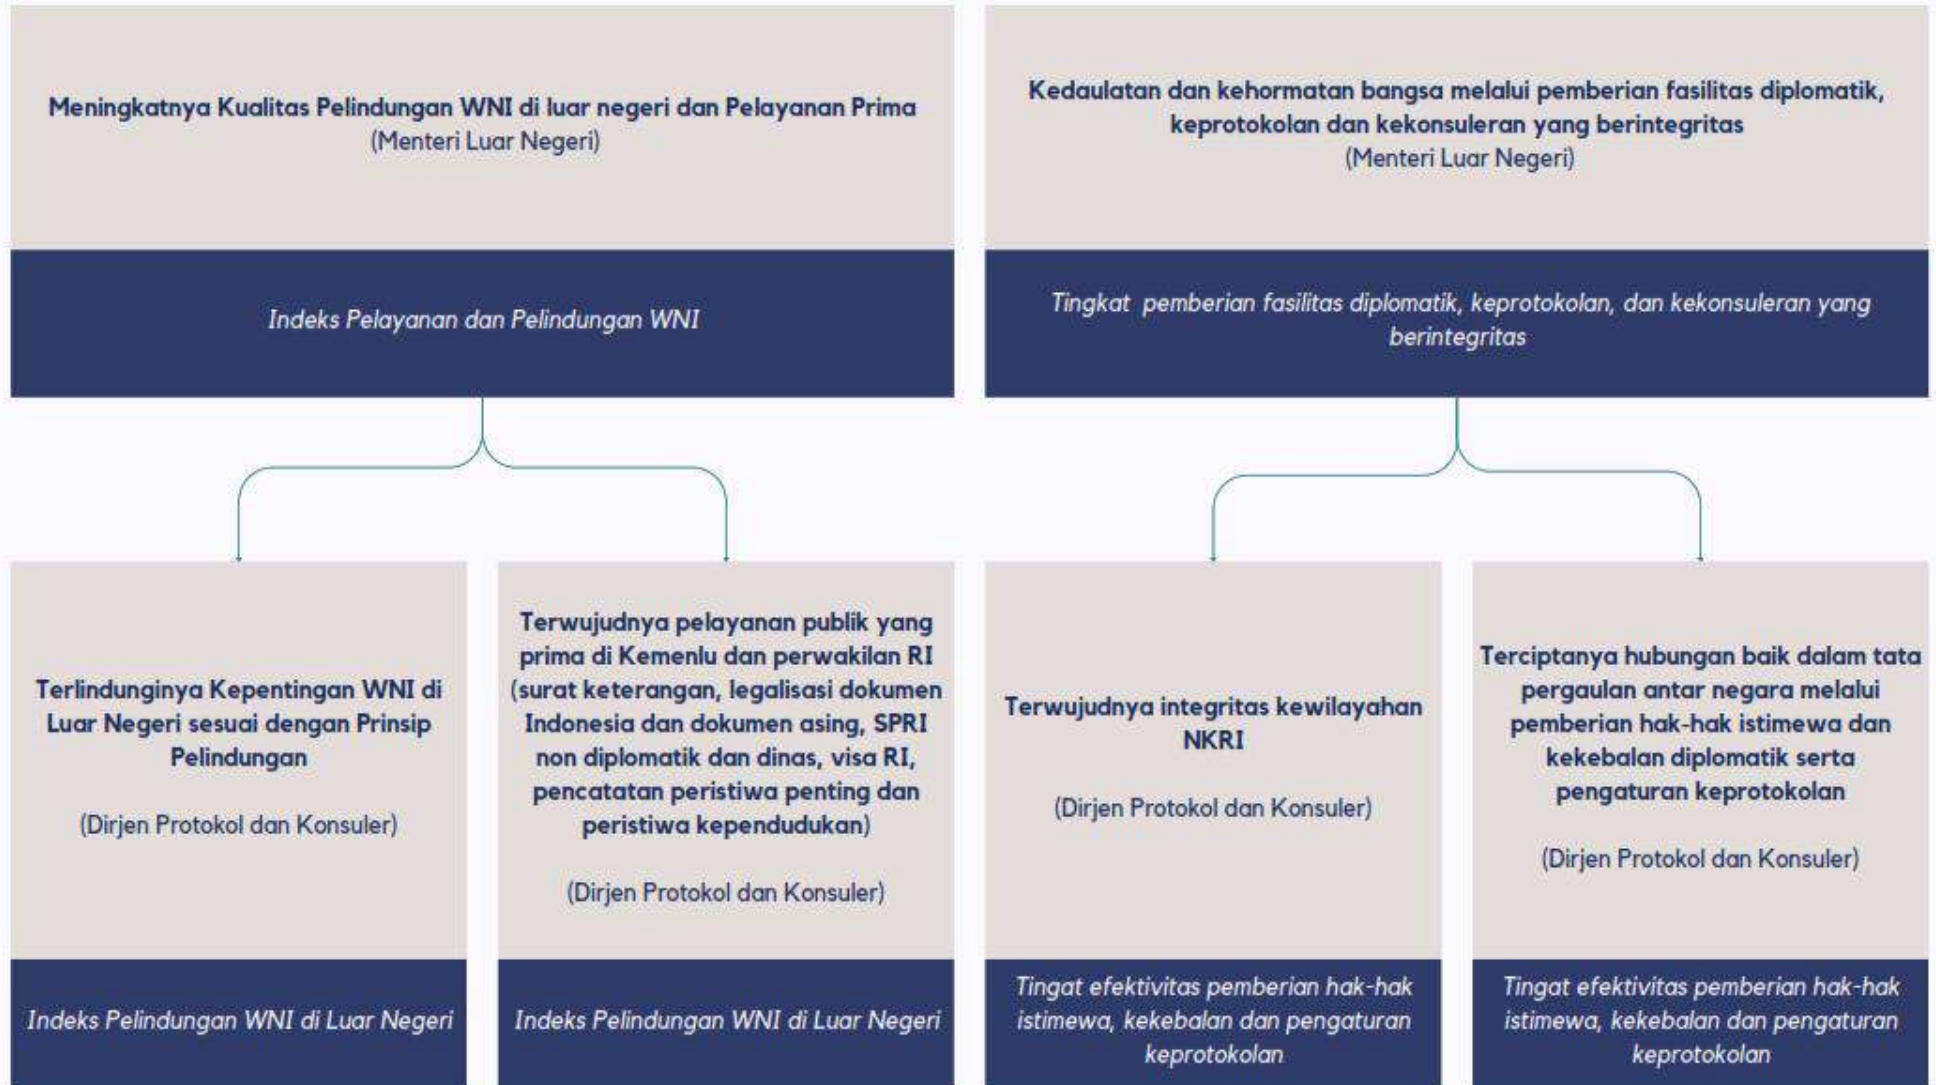 Meningkatnya Kualitas Pelindungan WNI di luar negeri dan Pelayanan Prima
(Menteri Luar Negeri)
Indeks Pelayanan dan Pelindungan WNI
Kedaulatan dan kehormatan bangsa melalui pemberian fasilitas diplomatik,
keprotokolan dan kekonsuleran yang berintegritas
(Menteri Luar Negeri)
Tingkat pemberian fasilitas diplomatik, keprotokolan, dan kekonsuleran yang
berintegritas
Terlindunginya Kepentingan WNI di
Luar Negeri sesuai dengan Prinsip
Pelindungan
(Dirjen Protokol dan Konsuler)
Indeks Pelindungan WNI di Luar Negeri
Terwujudnya pelayanan publik yang
prima di Kemenlu dan perwakilan RI
(surat keterangan, legalisasi dokumen
Indonesia dan dokumen asing, SPRI
non diplomatik dan dinas, visa RI,
pencatatan peristiwa penting dan
peristiwa kependudukan)
(Dirjen Protokol dan Konsuler)
Indeks Pelindungan WNI di Luar Negeri
Terwujudnya integritas kewilayahan
NKRI
(Dirjen Protokol dan Konsuler)
Tingat efektivitas pemberian hak-hak
istimewa, kekebalan dan pengaturan
keprotokolan
Terciptanya hubungan baik dalam tata
pergaulan antar negara melalui
pemberian hak-hak istimewa dan
kekebalan diplomatik serta
pengaturan keprotokolan
(Dirjen Protokol dan Konsuler)
Tingat efektivitas pemberian hak-hak
istimewa, kekebalan dan pengaturan
keprotokolan